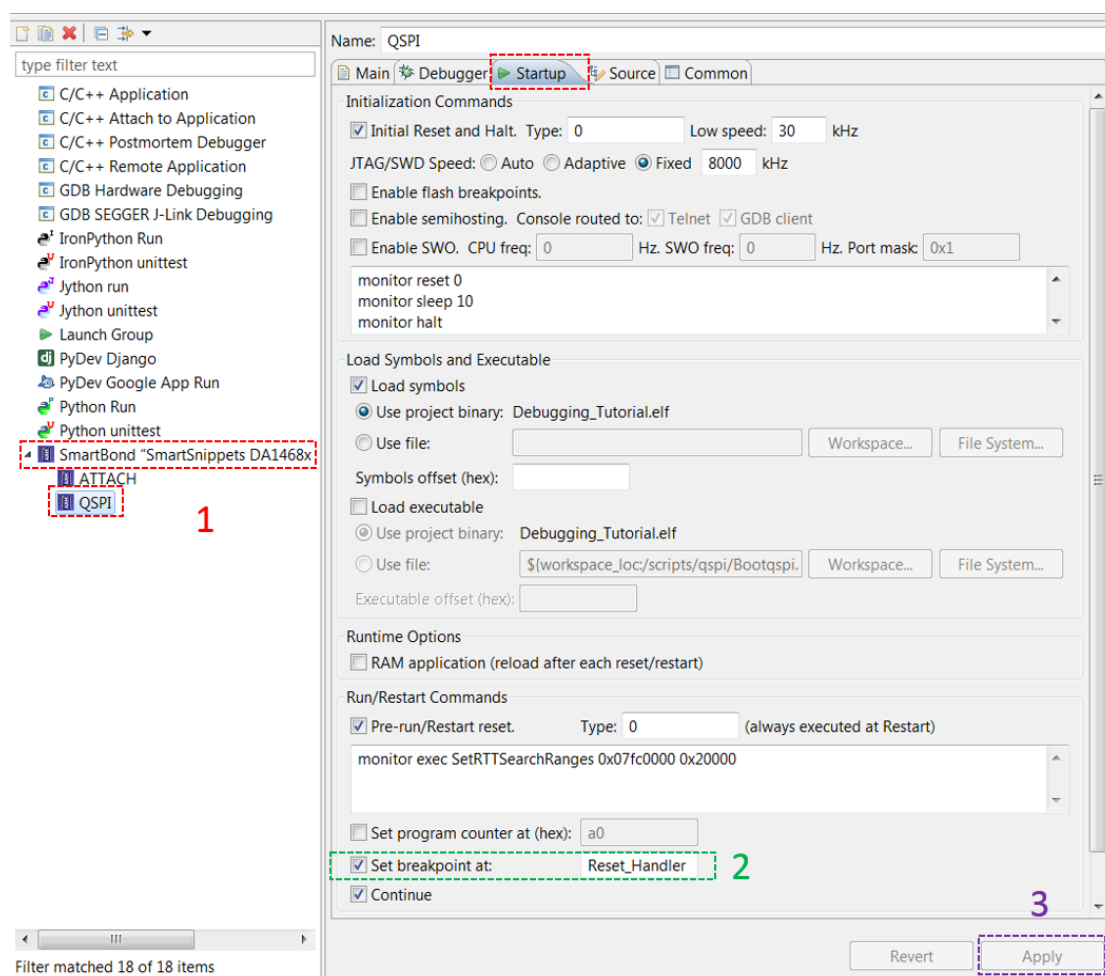 type filter text
C/C++ Application
C/C++ Attach to Application
C/C++ Postmortem Debugger
C/C++ Remote Application
GDB Hardware Debugging
GDB SEGGER J-Link Debugging
IronPython Run
IronPython unittest
Jython run
Jython unittest
Launch Group
PyDev Django
PyDev Google App Run
Python Run
Python unittest
SmartBond "SmartSnippets DA1468x
ATTACH
QSPI
1
Filter matched 18 of 18 items
Name: QSPI
Main Debugger Startup Source Common
Initialization Commands
Initial Reset and Halt. Type: 0 Low speed: 30 kHz
JTAG/SWD Speed: Auto Adaptive Fixed 8000 kHz
Enable flash breakpoints.
Enable semihosting. Console routed to: Telnet GDB client
Enable SWO. CPU freq: 0 Hz. SWO freq: 0 Hz. Port mask: 0x1
monitor reset 0
monitor sleep 10
monitor halt
Load Symbols and Executable
Load symbols
Use project binary: Debugging_Tutorial.elf
Use file: Workspace... File System...
Symbols offset (hex):
Load executable
Use project binary: Debugging_Tutorial.elf
Use file: ${workspace_loc:/scripts/qspi/Bootqspi. Workspace... File System...
Executable offset (hex):
Runtime Options
RAM application (reload after each reset/restart)
Run/Restart Commands
Pre-run/Restart reset. Type: 0 (always executed at Restart)
monitor exec SetRTTSearchRanges 0x07fc0000 0x20000
Set program counter at (hex): a0
Set breakpoint at: Reset_Handler 2
Continue
3
Revert Apply